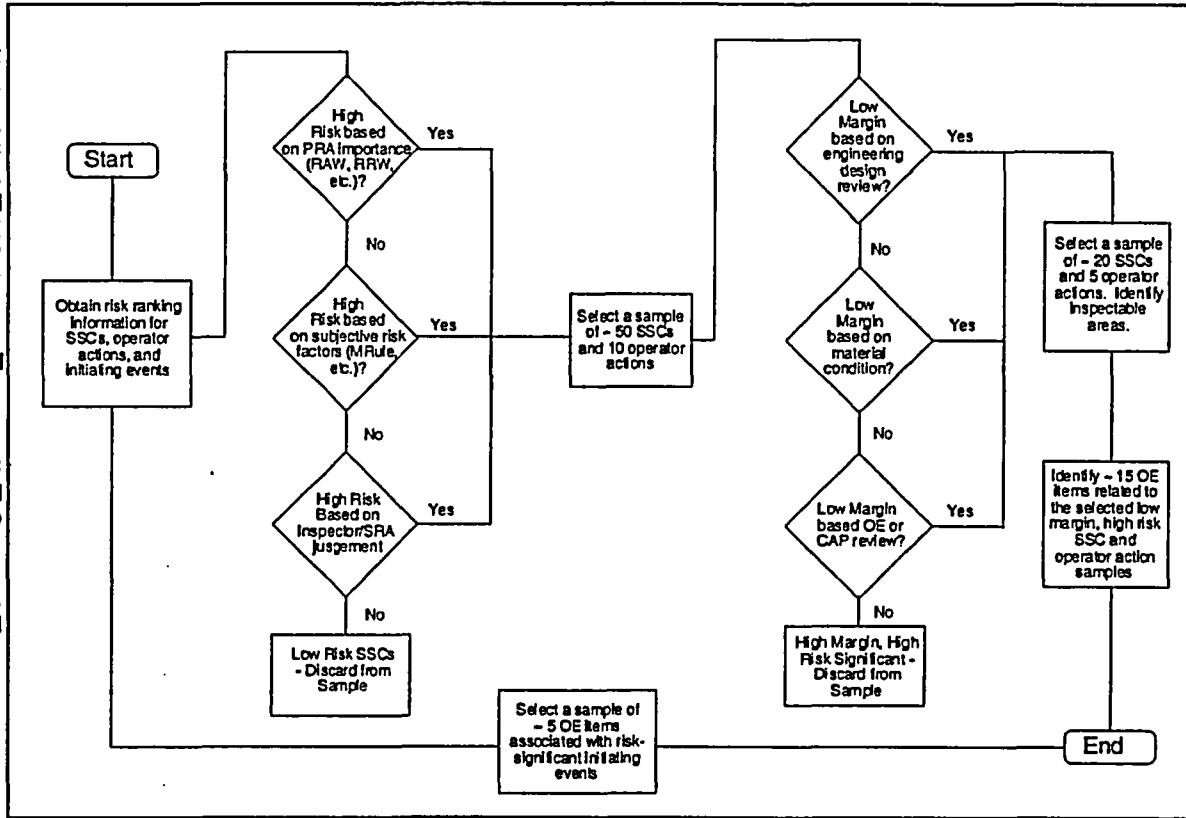 Start
Obtain risk ranking
information for
SSCs, operator
actions, and
initiating events
High
Risk based
on PRA importance
(RAW, RRW,
etc.)?
Yes
No
High
Risk based
on subjective risk
factors (MRule,
etc.)?
Yes
No
High Risk
Based on
Inspector/SRA
jusgement
Yes
No
Low Risk SSCs
- Discard from
Sample
Select a sample
of ~ 50 SSCs
and 10 operator
actions
Low
Margin
based on
engineering
design
review?
Yes
No
Low
Margin
based on
material
condition?
Yes
No
Low Margin
based OE or
CAP review?
Yes
No
High Margin, High
Risk Significant -
Discard from
Sample
Select a sample
of ~ 20 SSCs
and 5 operator
actions. Identify
inspectable
areas.
Identify ~ 15 OE
items related to
the selected low
margin, high risk
SSC and
operator action
samples
Select a sample of
~ 5 OE items
associated with risk-
significant initiating
events
End